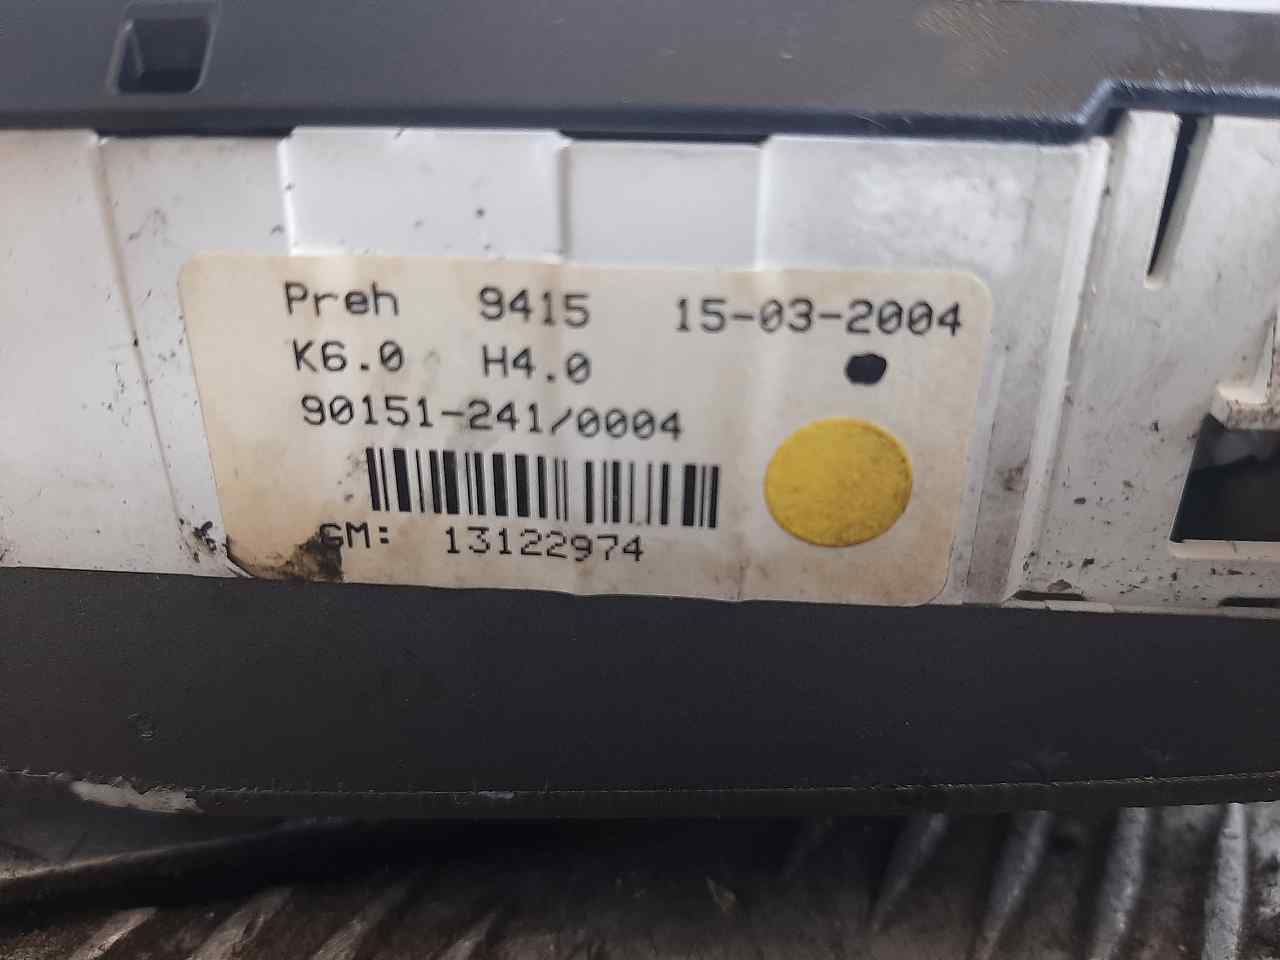 Preh 9415 15-03-2004
K6.0 H4.0
90151-241/0004
GM: 13122974